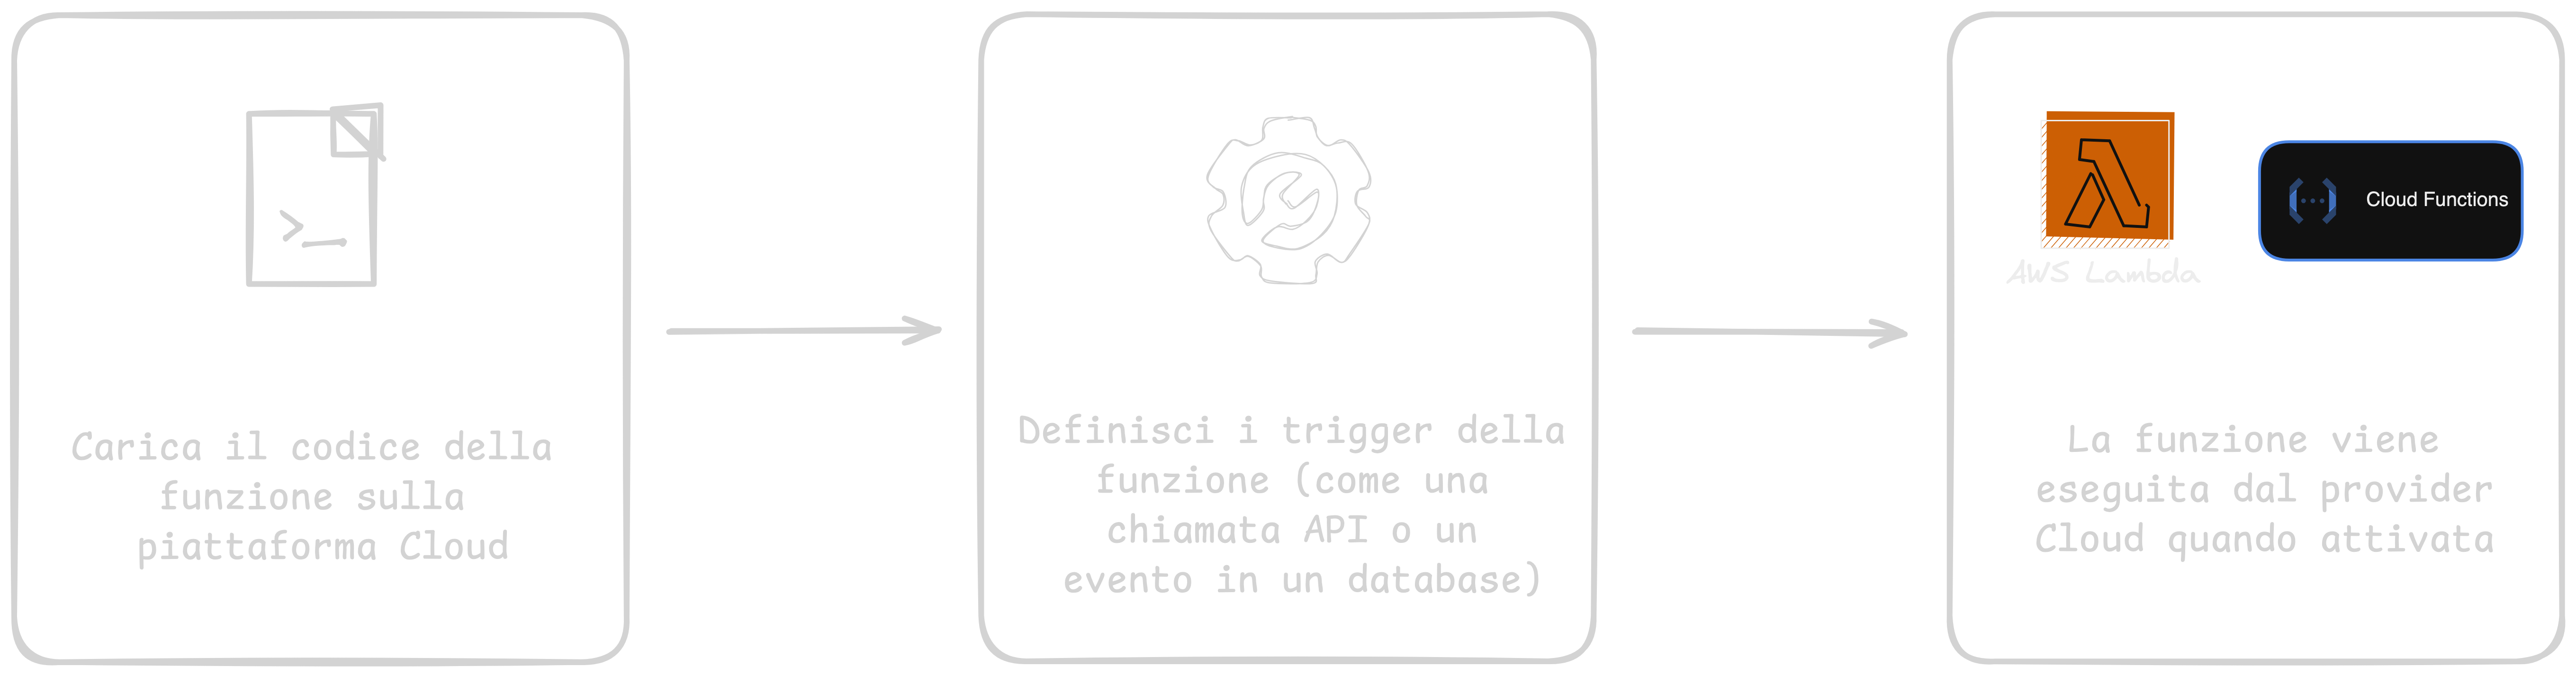 Carica il codice della
funzione sulla
piattaforma Cloud
Definisci i trigger della
funzione (come una
chiamata API o un
evento in un database)
AWS Lambda
Cloud Functions
La funzione viene
eseguita dal provider
Cloud quando attivata